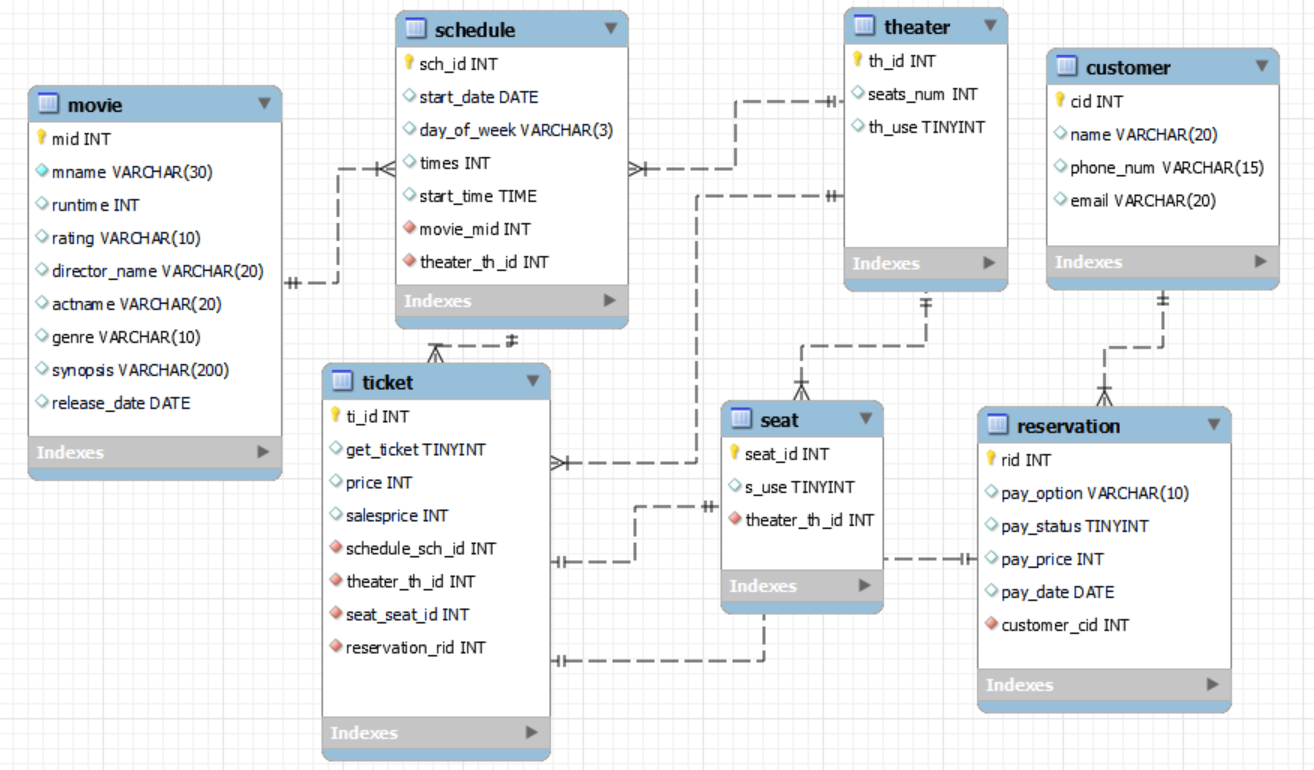 movie
mid INT
mname VARCHAR(30)
runtime INT
rating VARCHAR(10)
director_name VARCHAR(20)
actname VARCHAR(20)
genre VARCHAR(10)
synopsis VARCHAR(200)
release_date DATE
Indexes
schedule
sch_id INT
start_date DATE
day_of_week VARCHAR(3)
times INT
start_time TIME
movie_mid INT
theater_th_id INT
Indexes
theater
th_id INT
seats_num INT
th_use TINYINT
Indexes
customer
cid INT
name VARCHAR(20)
phone_num VARCHAR(15)
email VARCHAR(20)
Indexes
ticket
ti_id INT
get_ticket TINYINT
price INT
salesprice INT
schedule_sch_id INT
theater_th_id INT
seat_seat_id INT
reservation_rid INT
Indexes
seat
seat_id INT
s_use TINYINT
theater_th_id INT
Indexes
reservation
rid INT
pay_option VARCHAR(10)
pay_status TINYINT
pay_price INT
pay_date DATE
customer_cid INT
Indexes